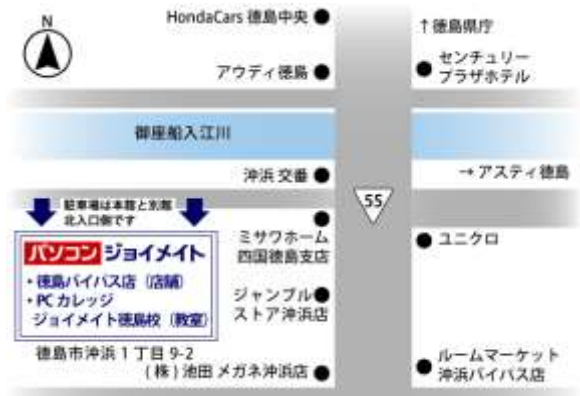 N
HondaCars 徳島中央
↑徳島県庁
アウディ徳島
センチュリー
プラザホテル
御座船入江川
沖浜 交番
→ アスティ徳島
55
駐車場は本館と別館
北入口側です
パソコン ジョイメイト
・徳島バイパス店（店舗）
・PC カレッジ
ジョイメイト徳島校（教室）
ミサワホーム
四国徳島支店
ユニクロ
ジャンブル
ストア沖浜店
徳島市沖浜 1 丁目 9-2
(株) 池田 メガネ沖浜店
ルームマーケット
沖浜バイパス店